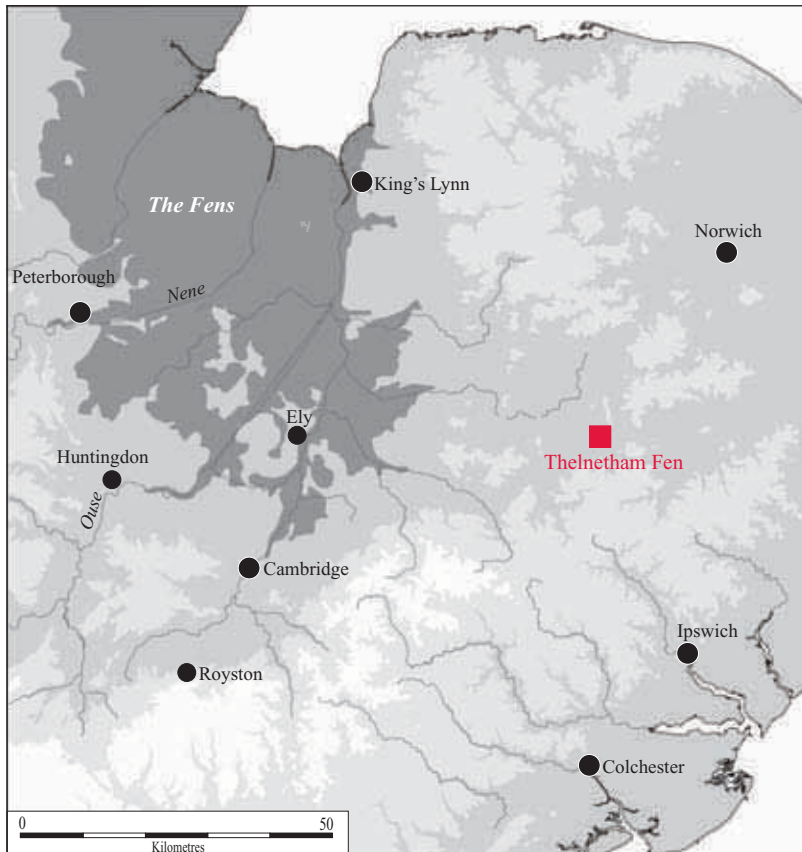 King's Lynn
The Fens
Norwich
Peterborough
Nene
Ely
Thelnetham Fen
Huntingdon
Ouse
Cambridge
Ipswich
Royston
Colchester
0 50
Kilometres